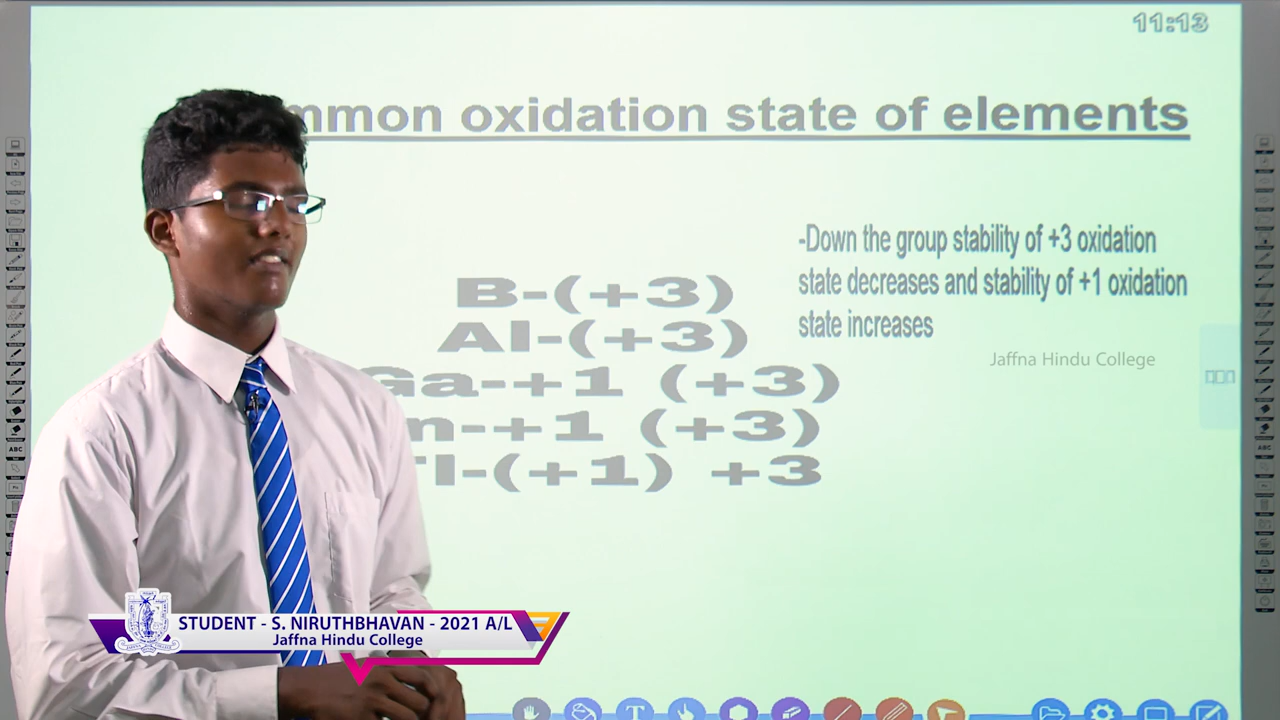 11:13
mmon oxidation state of elements
-Down the group stability of +3 oxidation
state decreases and stability of +1 oxidation
state increases
Jaffna Hindu College
B-(+3)
Al-(+3)
Ga-+1 (+3)
n-+1 (+3)
l-(+1) +3
STUDENT - S. NIRUTHBHAVAN - 2021 A/L
Jaffna Hindu College
ABC
ABC